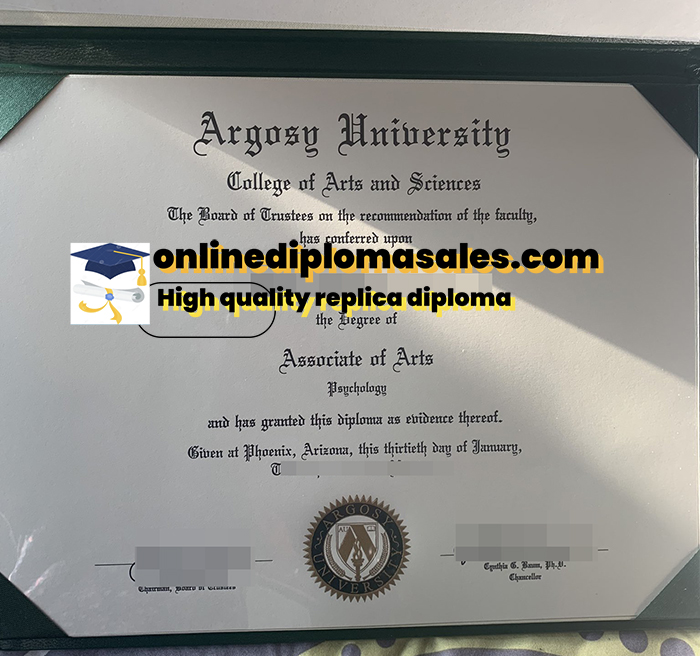 Argosy University
College of Arts and Sciences
The Board of Trustees on the recommendation of the faculty,
has conferred upon
onlinediplomasales.com
High quality replica diploma
the Degree of
Associate of Arts
Psychology
and has granted this diploma as evidence thereof.
Given at Phoenix, Arizona, this thirtieth day of January,
ARGOSY
UNIVERSITY
Chairman, Board of Trustees
Cynthia G. Baum, Ph.D.
Chancellor